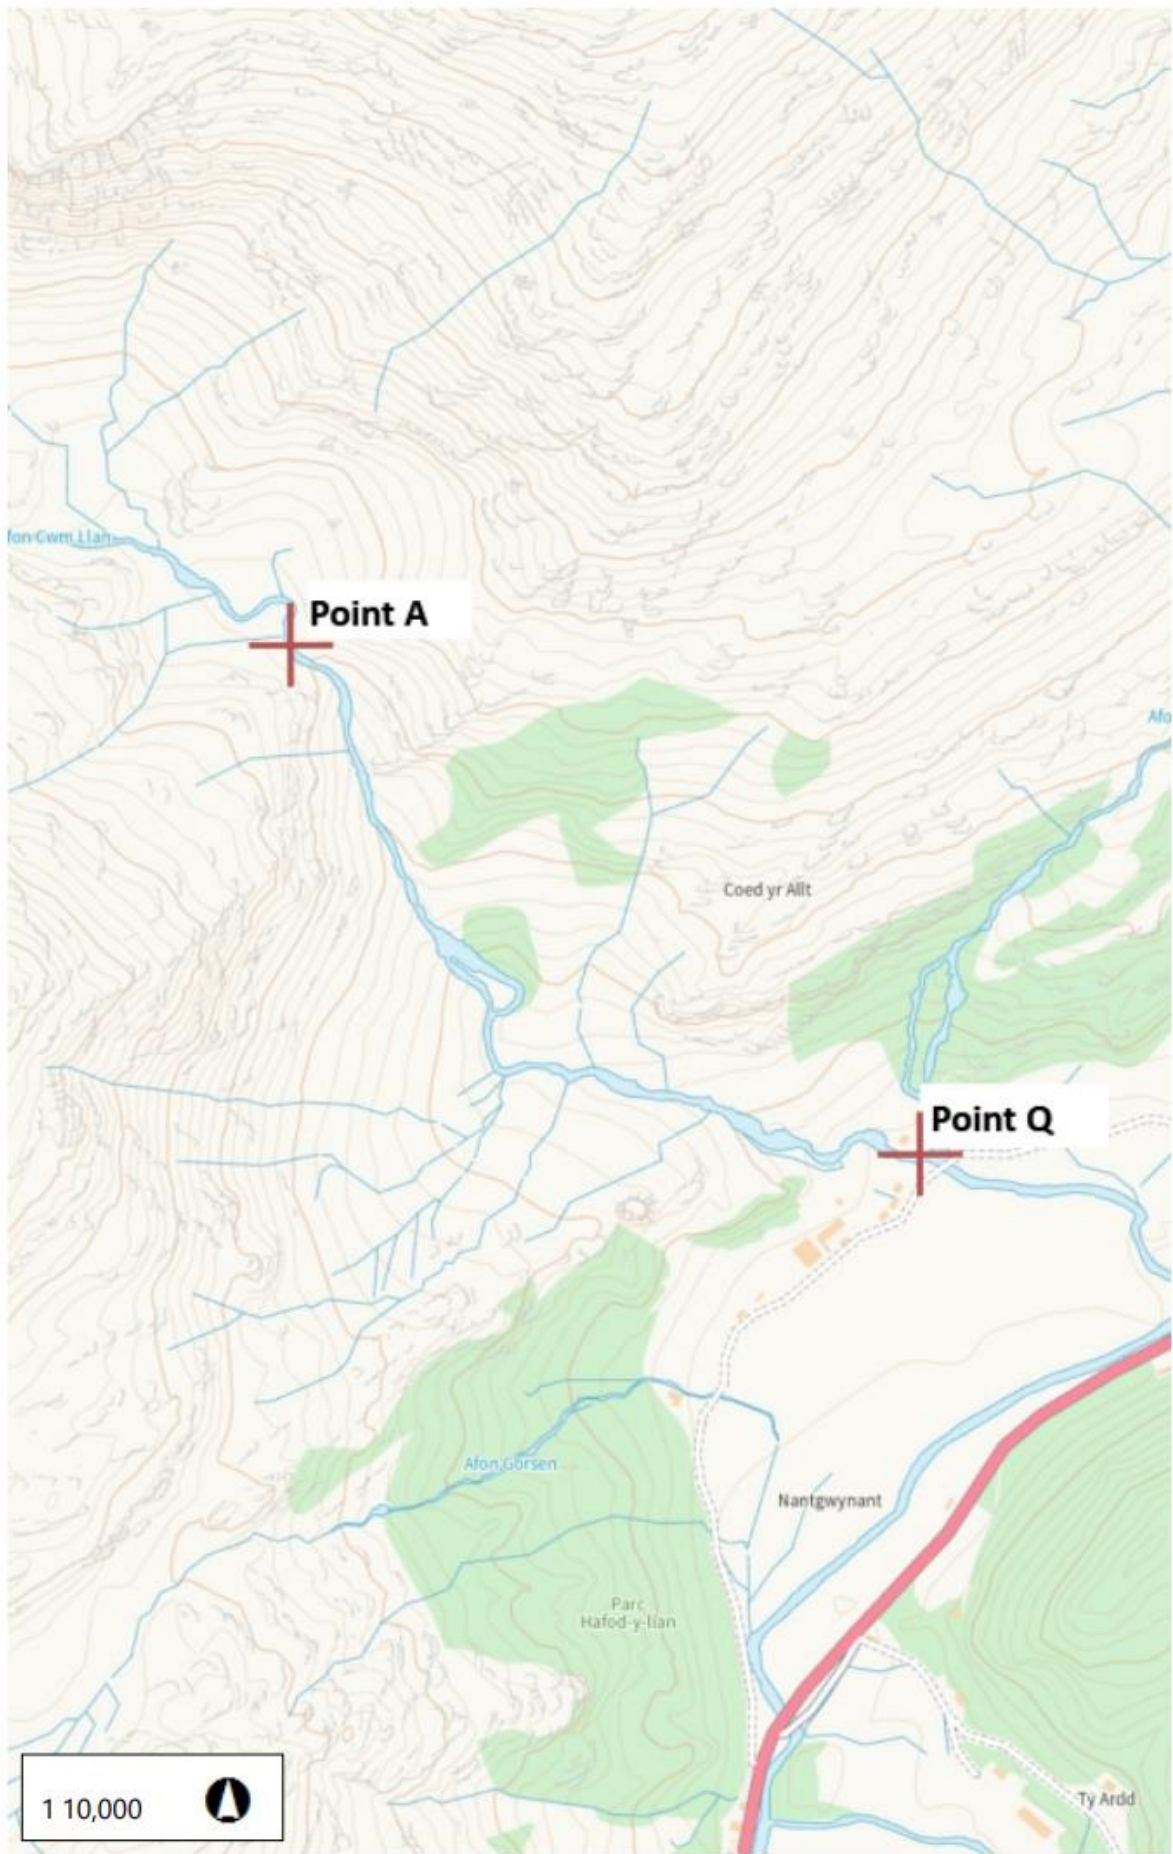 fon Cwm Llan
Point A
Afo
Coed yr Allt
Point Q
Afon Gorsen
Nantgwynant
Parc
Hafod-y-llan
1 10,000
Ty Ardd